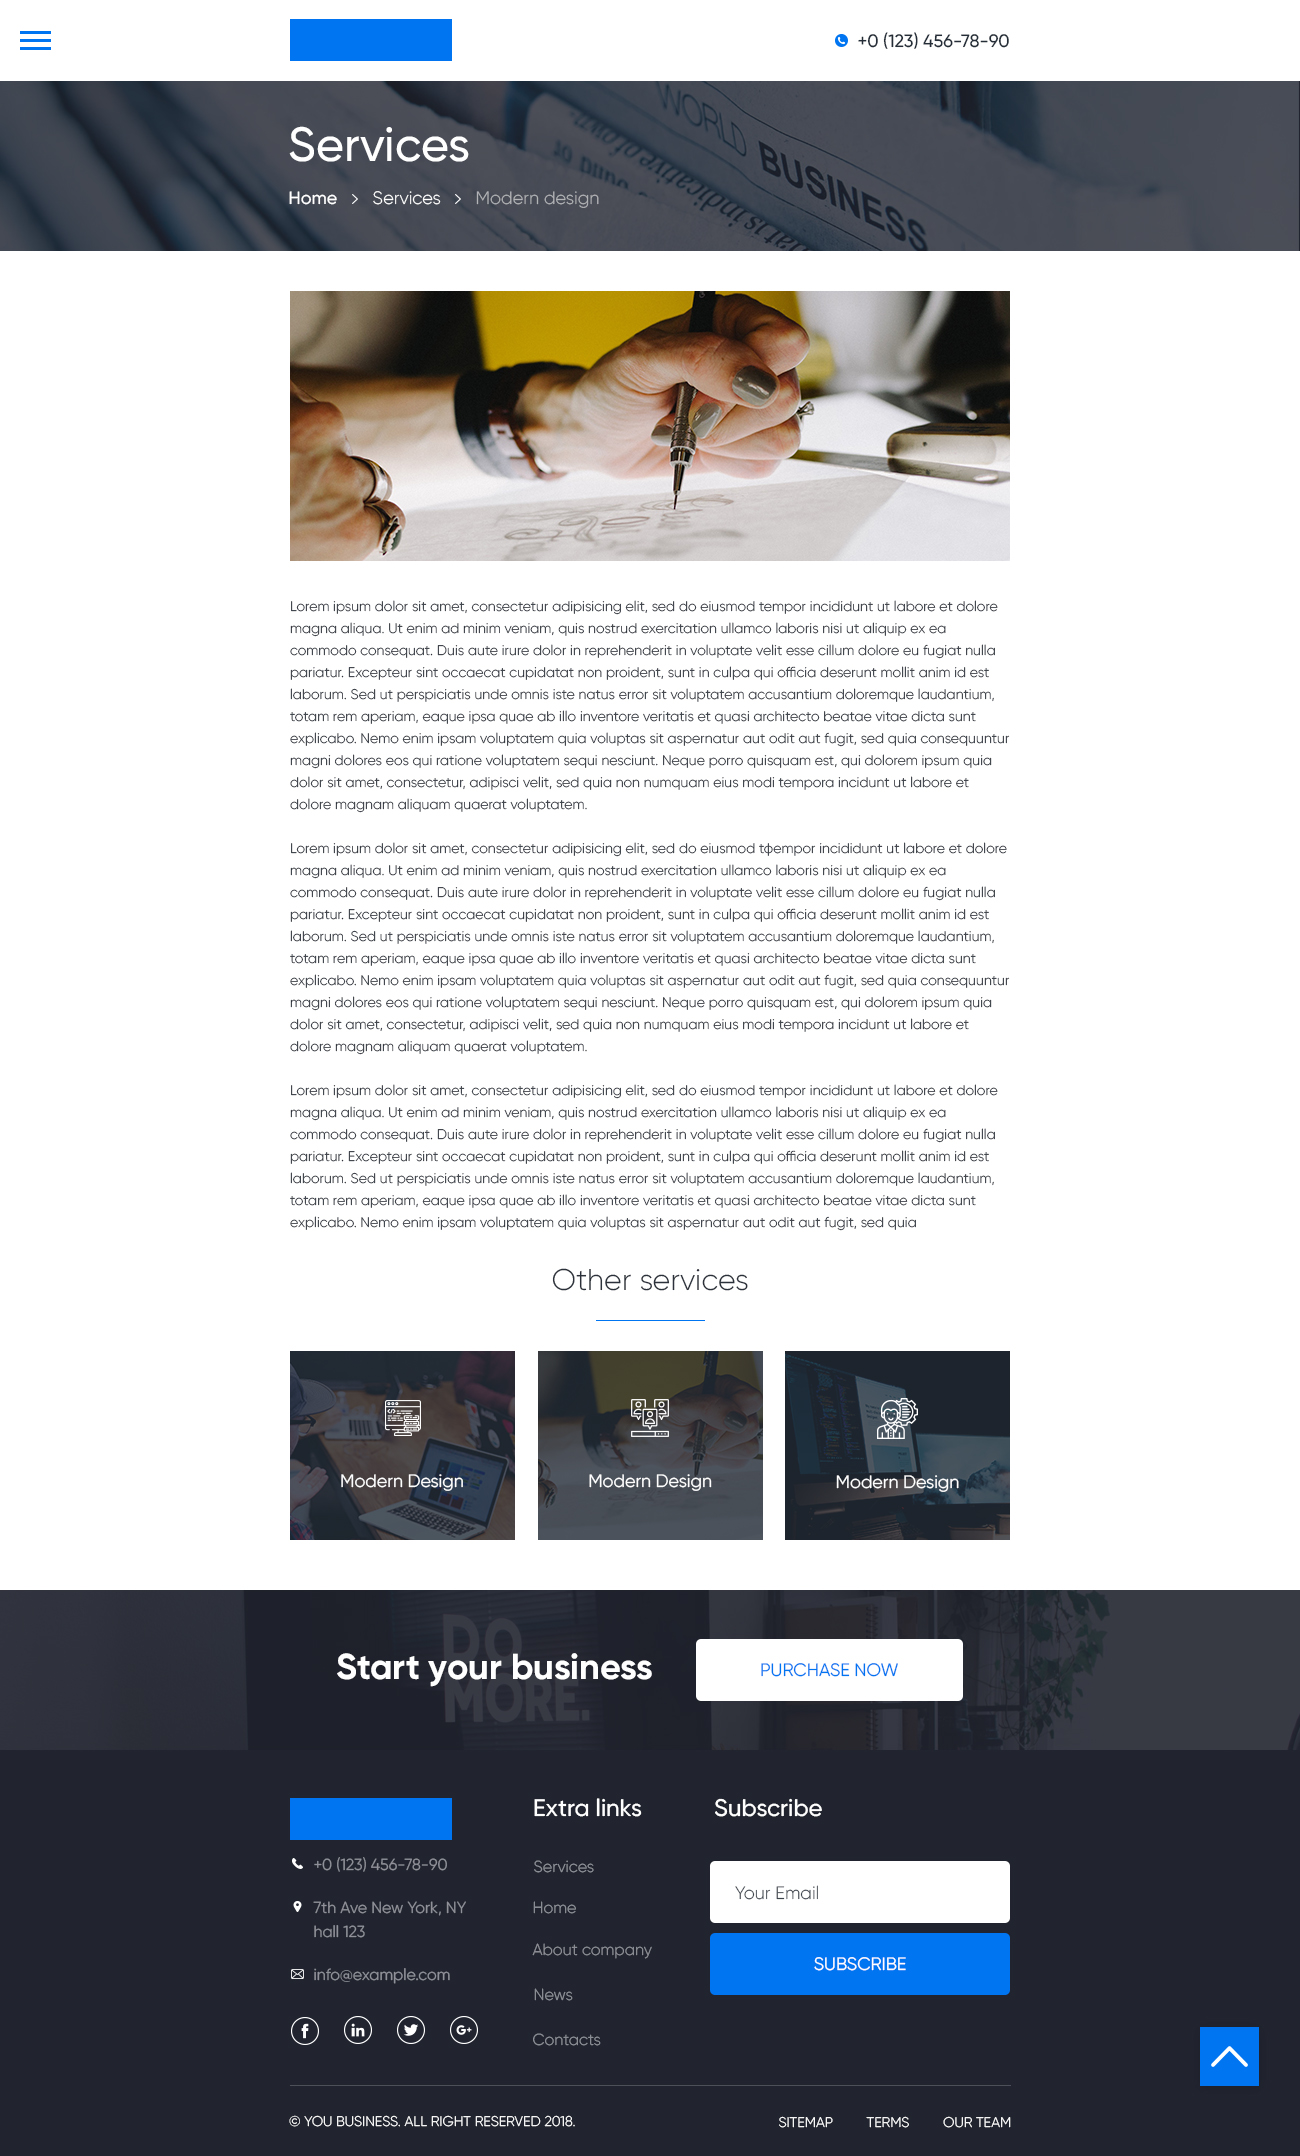 +0 (123) 456-78-90
WORLD
BUSINESS
Services
Home > Services > Modern design
Lorem ipsum dolor sit amet, consectetur adipisicing elit, sed do eiusmod tempor incididunt ut labore et dolore
magna aliqua. Ut enim ad minim veniam, quis nostrud exercitation ullamco laboris nisi ut aliquip ex ea
commodo consequat. Duis aute irure dolor in reprehenderit in voluptate velit esse cillum dolore eu fugiat nulla
pariatur. Excepteur sint occaecat cupidatat non proident, sunt in culpa qui officia deserunt mollit anim id est
laborum. Sed ut perspiciatis unde omnis iste natus error sit voluptatem accusantium doloremque laudantium,
totam rem aperiam, eaque ipsa quae ab illo inventore veritatis et quasi architecto beatae vitae dicta sunt
explicabo. Nemo enim ipsam voluptatem quia voluptas sit aspernatur aut odit aut fugit, sed quia consequuntur
magni dolores eos qui ratione voluptatem sequi nesciunt. Neque porro quisquam est, qui dolorem ipsum quia
dolor sit amet, consectetur, adipisci velit, sed quia non numquam eius modi tempora incidunt ut labore et
dolore magnam aliquam quaerat voluptatem.
Lorem ipsum dolor sit amet, consectetur adipisicing elit, sed do eiusmod tфempor incididunt ut labore et dolore
magna aliqua. Ut enim ad minim veniam, quis nostrud exercitation ullamco laboris nisi ut aliquip ex ea
commodo consequat. Duis aute irure dolor in reprehenderit in voluptate velit esse cillum dolore eu fugiat nulla
pariatur. Excepteur sint occaecat cupidatat non proident, sunt in culpa qui officia deserunt mollit anim id est
laborum. Sed ut perspiciatis unde omnis iste natus error sit voluptatem accusantium doloremque laudantium,
totam rem aperiam, eaque ipsa quae ab illo inventore veritatis et quasi architecto beatae vitae dicta sunt
explicabo. Nemo enim ipsam voluptatem quia voluptas sit aspernatur aut odit aut fugit, sed quia consequuntur
magni dolores eos qui ratione voluptatem sequi nesciunt. Neque porro quisquam est, qui dolorem ipsum quia
dolor sit amet, consectetur, adipisci velit, sed quia non numquam eius modi tempora incidunt ut labore et
dolore magnam aliquam quaerat voluptatem.
Lorem ipsum dolor sit amet, consectetur adipisicing elit, sed do eiusmod tempor incididunt ut labore et dolore
magna aliqua. Ut enim ad minim veniam, quis nostrud exercitation ullamco laboris nisi ut aliquip ex ea
commodo consequat. Duis aute irure dolor in reprehenderit in voluptate velit esse cillum dolore eu fugiat nulla
pariatur. Excepteur sint occaecat cupidatat non proident, sunt in culpa qui officia deserunt mollit anim id est
laborum. Sed ut perspiciatis unde omnis iste natus error sit voluptatem accusantium doloremque laudantium,
totam rem aperiam, eaque ipsa quae ab illo inventore veritatis et quasi architecto beatae vitae dicta sunt
explicabo. Nemo enim ipsam voluptatem quia voluptas sit aspernatur aut odit aut fugit, sed quia
Other services
Modern Design
Modern Design
Modern Design
DO
MORE.
Start your business
PURCHASE NOW
+0 (123) 456-78-90
7th Ave New York, NY
hall 123
info@example.com
Extra links
Services
Home
About company
News
Contacts
Subscribe
Your Email
SUBSCRIBE
© YOU BUSINESS. ALL RIGHT RESERVED 2018.
SITEMAP
TERMS
OUR TEAM